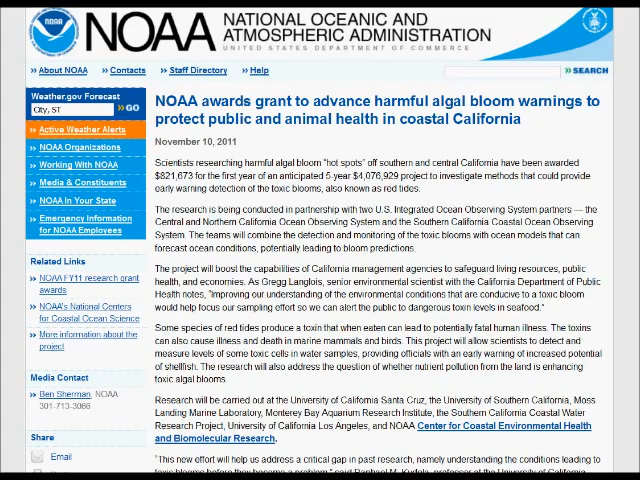 NOAA
NOAA
NATIONAL OCEANIC AND
ATMOSPHERIC ADMINISTRATION
UNITED STATES DEPARTMENT OF COMMERCE
About NOAA Contacts Staff Directory Help
SEARCH
Weather.gov Forecast
City, ST GO
Active Weather Alerts
NOAA Organizations
Working With NOAA
Media & Constituents
NOAA In Your State
Emergency Information
for NOAA Employees
Related Links
NOAA FY11 research grant
awards
NOAA's National Centers
for Coastal Ocean Science
More information about the
project
Media Contact
Ben Sherman, NOAA
301-713-3066
Share
Email
NOAA awards grant to advance harmful algal bloom warnings to
protect public and animal health in coastal California
November 10, 2011
Scientists researching harmful algal bloom “hot spots” off southern and central California have been awarded
$821,673 for the first year of an anticipated 5-year $4,076,929 project to investigate methods that could provide
early warning detection of the toxic blooms, also known as red tides.
The research is being conducted in partnership with two U.S. Integrated Ocean Observing System partners — the
Central and Northern California Ocean Observing System and the Southern California Coastal Ocean Observing
System. The teams will combine the detection and monitoring of the toxic blooms with ocean models that can
forecast ocean conditions, potentially leading to bloom predictions.
The project will boost the capabilities of California management agencies to safeguard living resources, public
health, and economies. As Gregg Langlois, senior environmental scientist with the California Department of Public
Health notes, “Improving our understanding of the environmental conditions that are conducive to a toxic bloom
would help focus our sampling effort so we can alert the public to dangerous toxin levels in seafood.”
Some species of red tides produce a toxin that when eaten can lead to potentially fatal human illness. The toxins
can also cause illness and death in marine mammals and birds. This project will allow scientists to detect and
measure levels of some toxic cells in water samples, providing officials with an early warning of increased potential
of shellfish. The research will also address the question of whether nutrient pollution from the land is enhancing
toxic algal blooms.
Research will be carried out at the University of California Santa Cruz, the University of Southern California, Moss
Landing Marine Laboratory, Monterey Bay Aquarium Research Institute, the Southern California Coastal Water
Research Project, University of California Los Angeles, and NOAA Center for Coastal Environmental Health
and Biomolecular Research.
“This new effort will help us address a critical gap in past research, namely understanding the conditions leading to
toxic blooms before they become a problem,” said Raphael M. Kudela, professor at the University of California